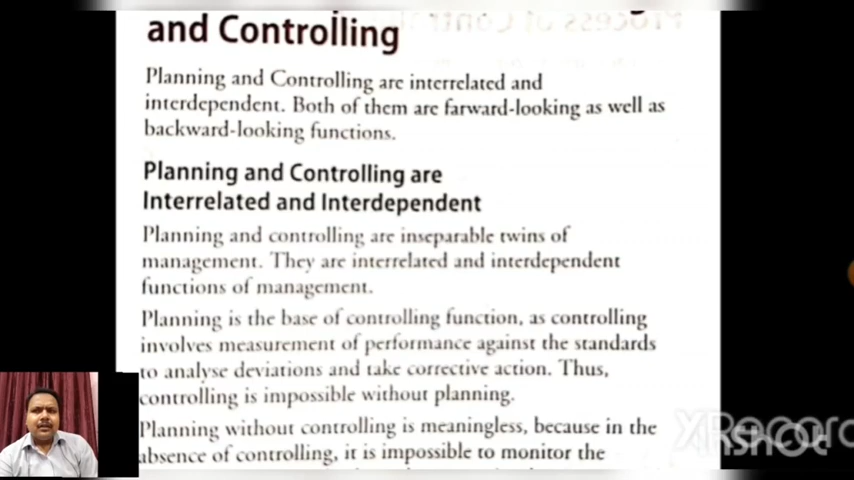 and Controlling
Planning and Controlling are interrelated and
interdependent. Both of them are farward-looking as well as
backward-looking functions.
Planning and Controlling are
Interrelated and Interdependent
Planning and controlling are inseparable twins of
management. They are interrelated and interdependent
functions of management.
Planning is the base of controlling function, as controlling
involves measurement of performance against the standards
to analyse deviations and take corrective action. Thus,
controlling is impossible without planning.
Planning without controlling is meaningless, because in the
absence of controlling, it is impossible to monitor the